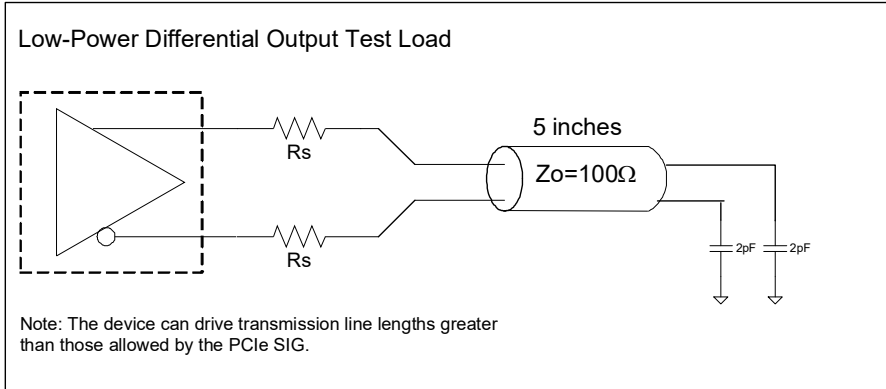 Low-Power Differential Output Test Load
Rs
Rs
5 inches
Zo=100Ω
2pF
2pF
Note: The device can drive transmission line lengths greater
than those allowed by the PCIe SIG.